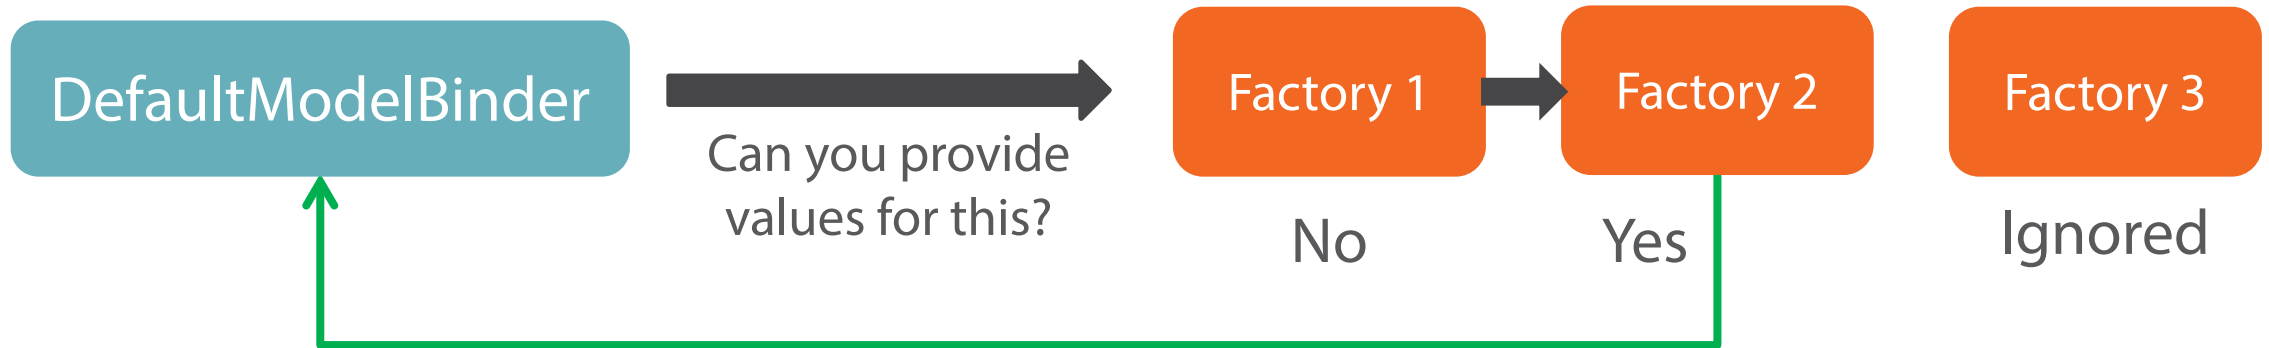 DefaultModelBinder
Can you provide
values for this?
Factory 1
No
Factory 2
Yes
Factory 3
Ignored